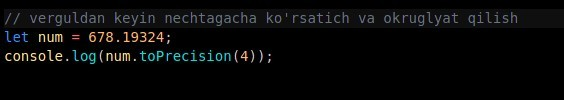 // verguldan keyin nechtagacha ko'rsatich va okruglyat qilish
let num = 678.19324;
console.log(num.toPrecision(4));